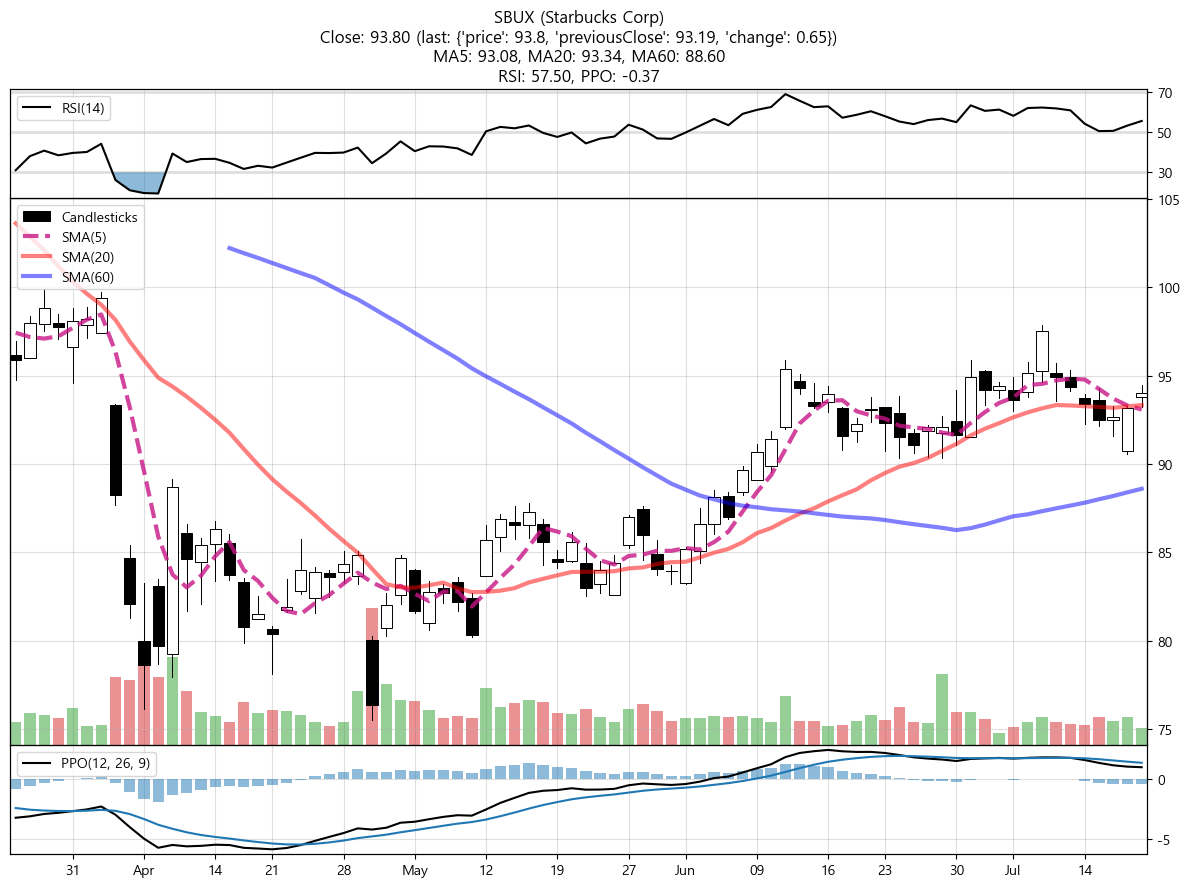 SBUX (Starbucks Corp)
Close: 93.80 (last: {'price': 93.8, 'previousClose': 93.19, 'change': 0.65})
MA5: 93.08, MA20: 93.34, MA60: 88.60
RSI: 57.50, PPO: -0.37
RSI(14)
70
50
30
Candlesticks
SMA(5)
SMA(20)
SMA(60)
105
100
95
90
85
80
75
PPO(12, 26, 9)
0
-5
31 Apr 14 21 28 May 12 19 27 Jun 09 16 23 30 Jul 14